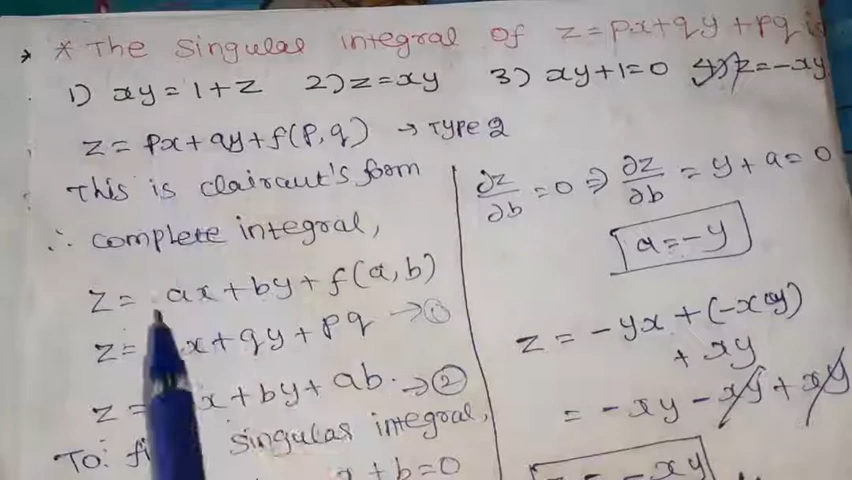 * The singular integral of z=px+qy+pq is
1) xy=1+z 2) z=xy 3) xy+1=0 4) z=-xy
z = px+qy+f(p,q) → Type 2
This is clairaut's form
∴ complete integral,
z = ax+by+f(a,b)
z= x+qy+pq →①
z= x+by+ab. →②
To: fi singular integral,
x+b=0
∂z/∂b =0 ⇒ ∂z/∂b = y+a=0
a=-y
z = -yx+(-xy)
+xy
= -xy-xy+xy
z = -xy